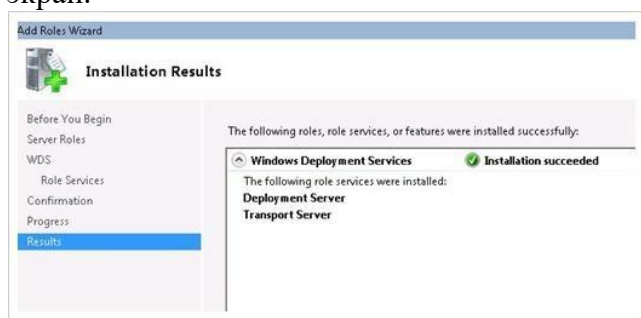 экран:
Add Roles Wizard
Installation Results
Before You Begin
Server Roles
WDS
Role Services
Confirmation
Progress
Results
The following roles, role services, or features were installed successfully:
Windows Deployment Services Installation succeeded
The following role services were installed:
Deployment Server
Transport Server